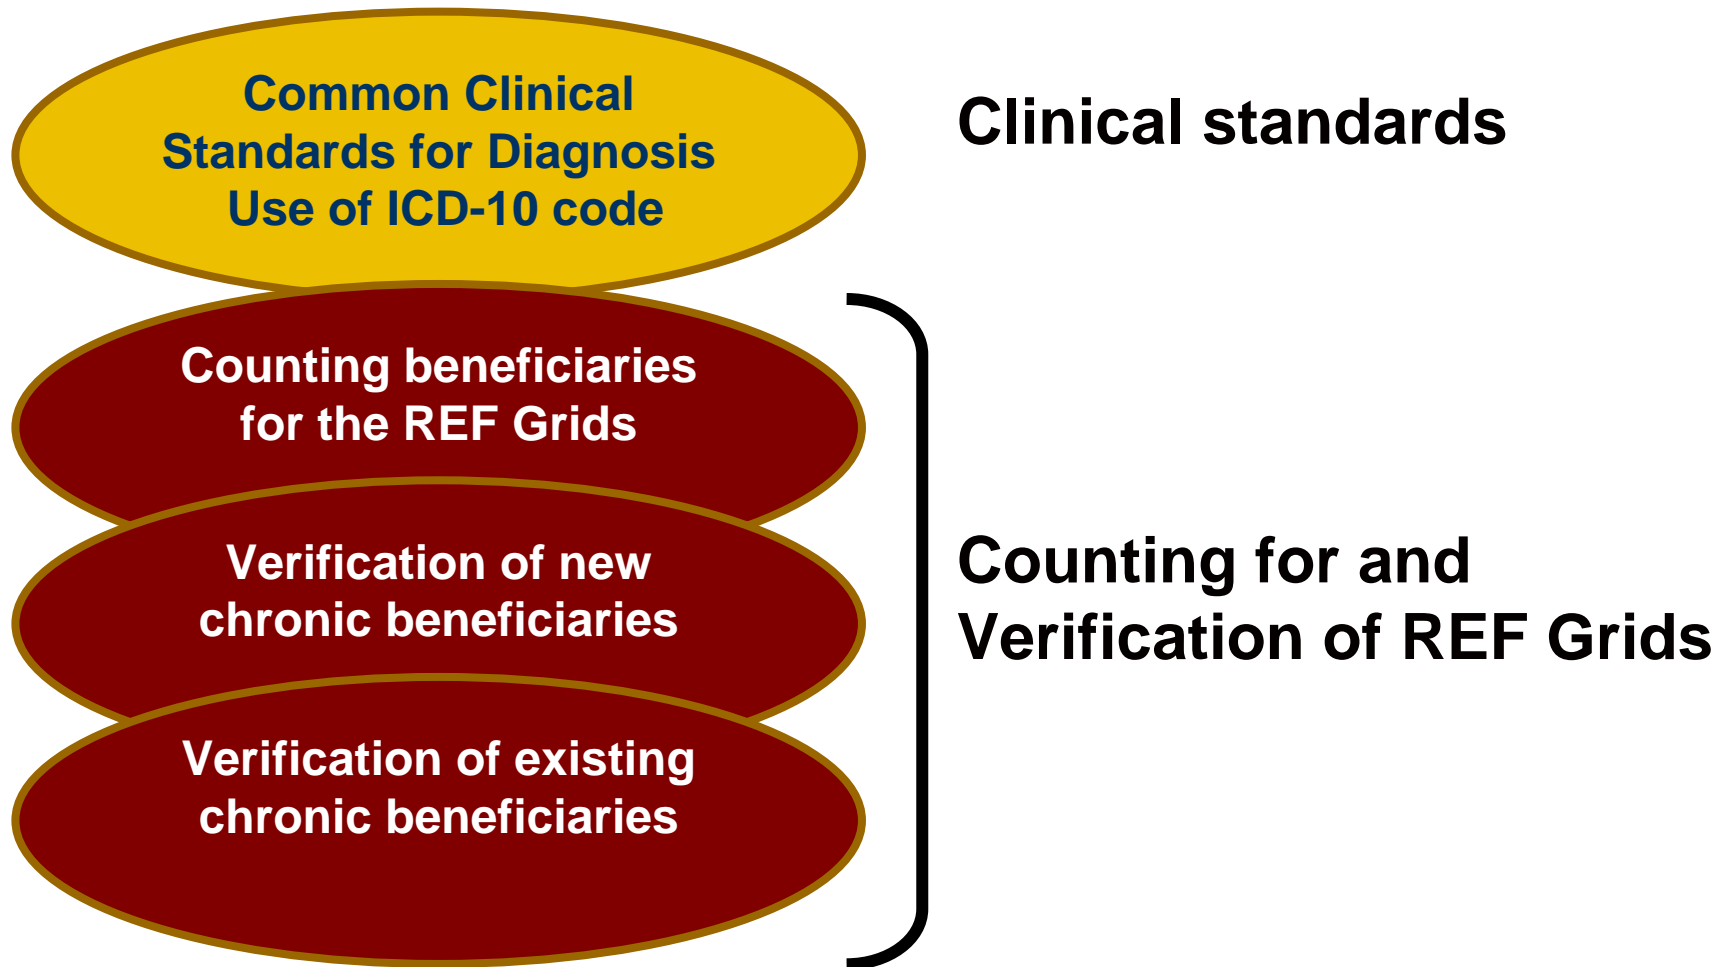 Common Clinical
Standards for Diagnosis
Use of ICD-10 code
Clinical standards
Counting beneficiaries
for the REF Grids
Verification of new
chronic beneficiaries
Verification of existing
chronic beneficiaries
Counting for and
Verification of REF Grids